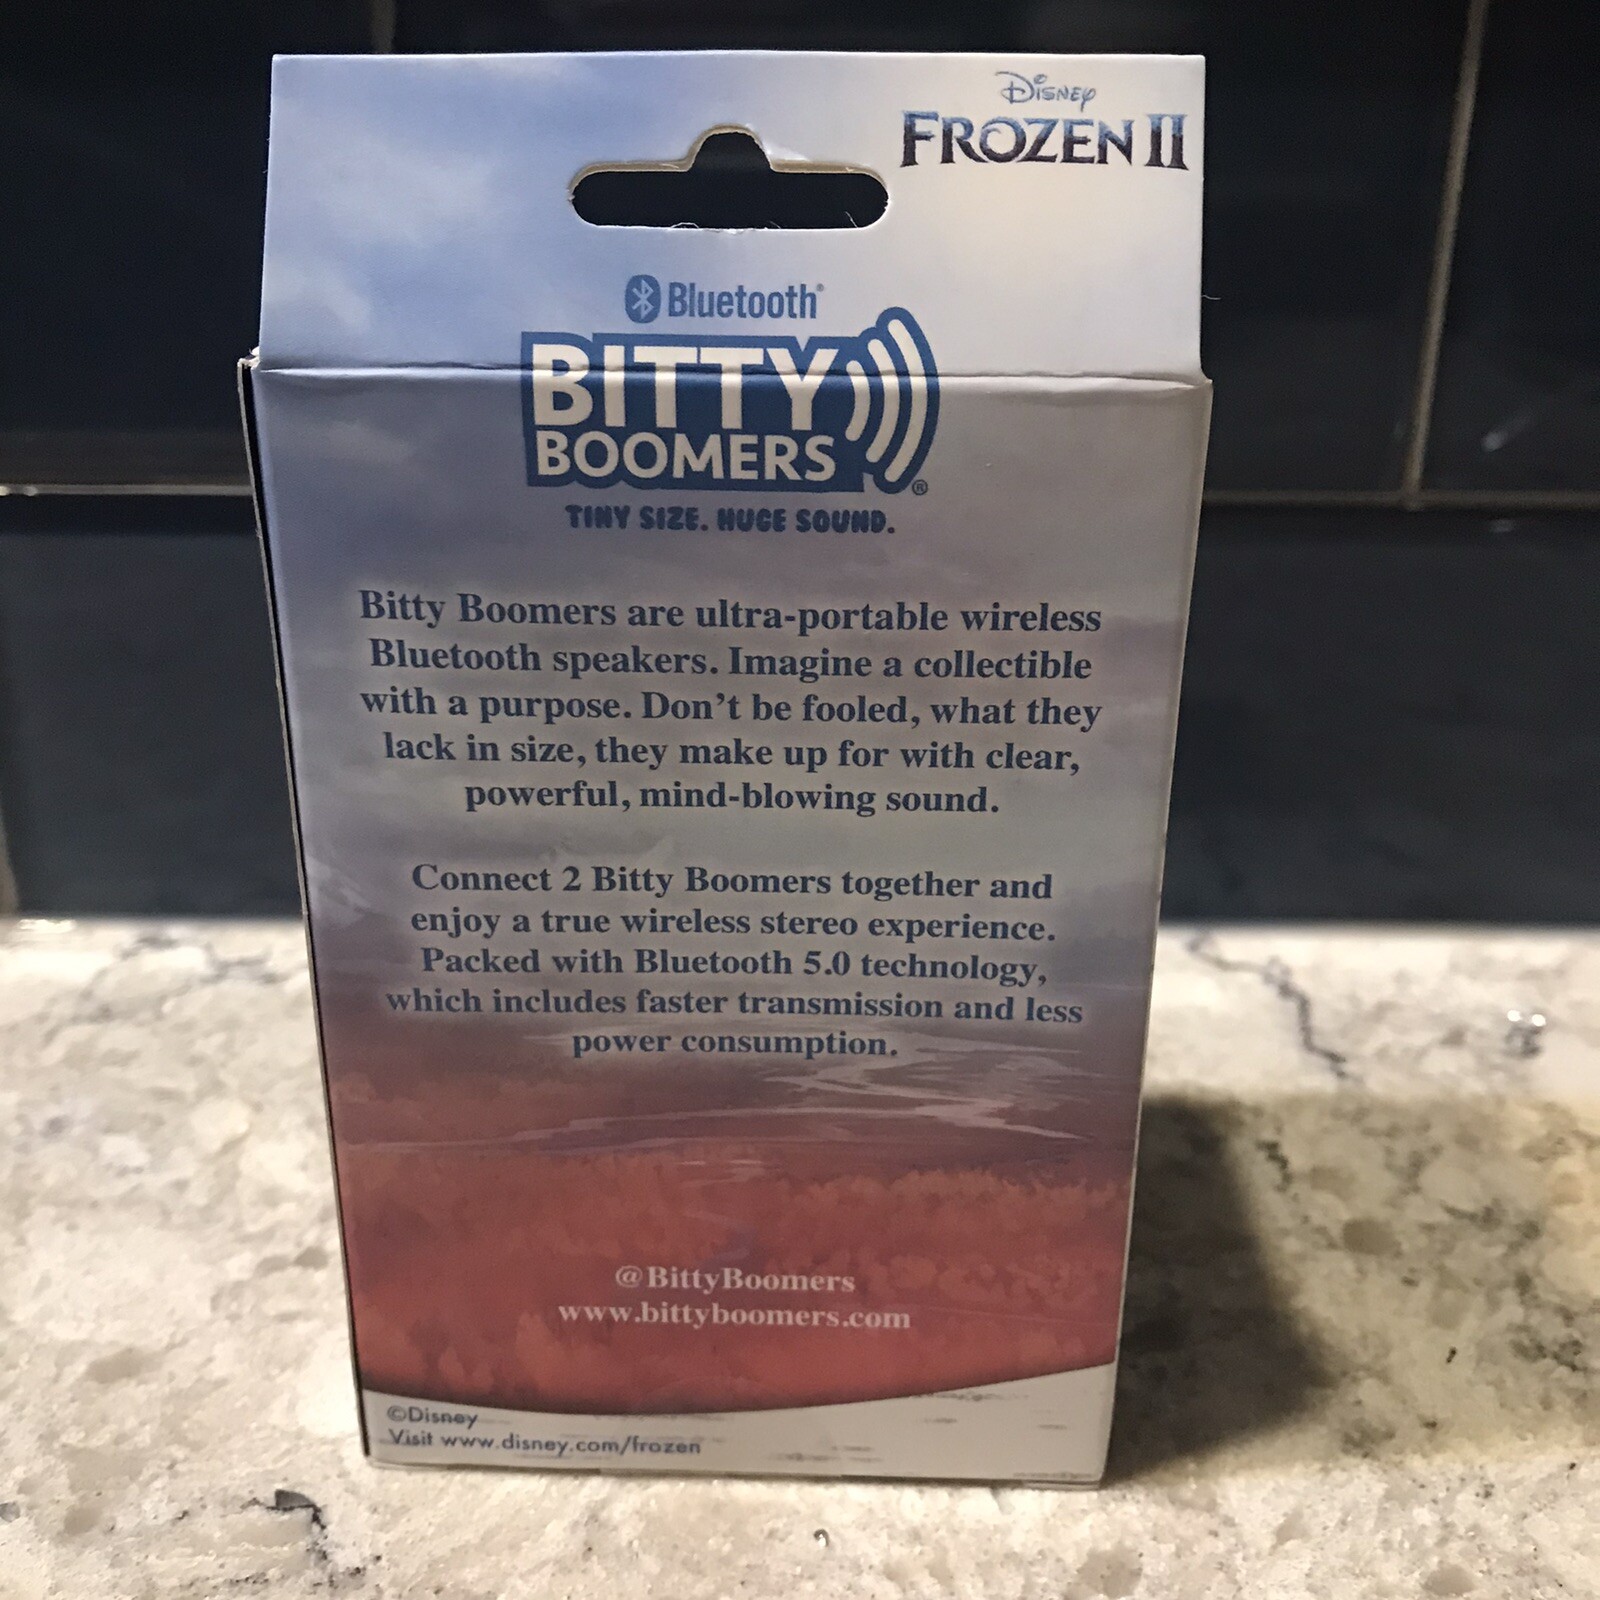 Disney
FROZEN II
Bluetooth®
BITTY
BOOMERS®
TINY SIZE. HUGE SOUND.
Bitty Boomers are ultra-portable wireless
Bluetooth speakers. Imagine a collectible
with a purpose. Don't be fooled, what they
lack in size, they make up for with clear,
powerful, mind-blowing sound.
Connect 2 Bitty Boomers together and
enjoy a true wireless stereo experience.
Packed with Bluetooth 5.0 technology,
which includes faster transmission and less
power consumption.
@BittyBoomers
www.bittyboomers.com
©Disney
Visit www.disney.com/frozen